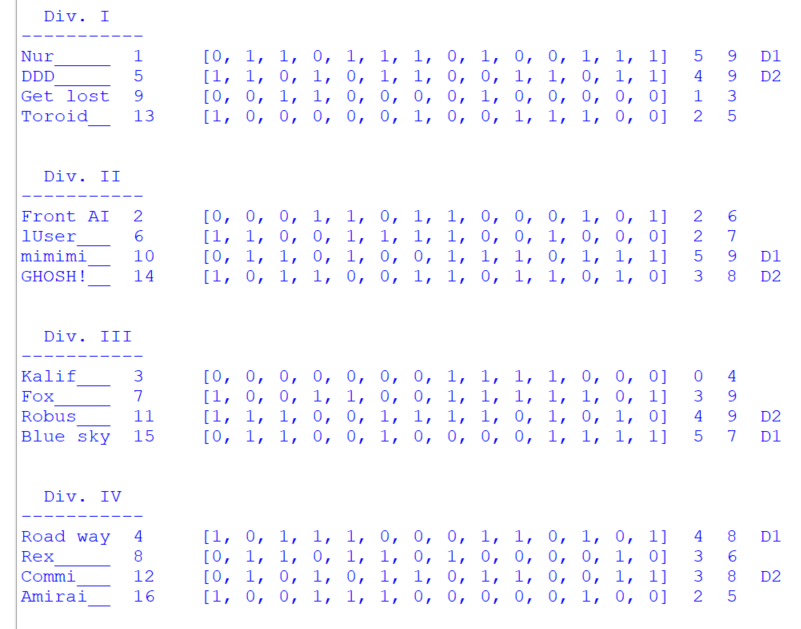 Div. I
-----------
Nur_____ 1 [0, 1, 1, 0, 1, 1, 1, 0, 1, 0, 0, 1, 1, 1] 5 9 D1
DDD_____ 5 [1, 1, 0, 1, 0, 1, 1, 0, 0, 1, 1, 0, 1, 1] 4 9 D2
Get lost 9 [0, 0, 1, 1, 0, 0, 0, 0, 1, 0, 0, 0, 0, 0] 1 3
Toroid__ 13 [1, 0, 0, 0, 0, 0, 1, 0, 0, 1, 1, 1, 0, 0] 2 5
Div. II
-----------
Front AI 2 [0, 0, 0, 1, 1, 0, 1, 1, 0, 0, 0, 1, 0, 1] 2 6
lUser___ 6 [1, 1, 0, 0, 1, 1, 1, 1, 0, 0, 1, 0, 0, 0] 2 7
mimimi__ 10 [0, 1, 1, 0, 1, 0, 0, 1, 1, 1, 0, 1, 1, 1] 5 9 D1
GHOSH!__ 14 [1, 0, 1, 1, 0, 0, 1, 1, 0, 1, 1, 0, 1, 1] 3 8 D2
Div. III
-----------
Kalif___ 3 [0, 0, 0, 0, 0, 0, 0, 1, 1, 1, 1, 0, 0, 0] 0 4
Fox_____ 7 [1, 0, 0, 1, 1, 0, 0, 1, 1, 1, 1, 1, 0, 1] 3 9
Robus___ 11 [1, 1, 1, 0, 0, 1, 1, 1, 1, 0, 1, 0, 1, 0] 4 9 D2
Blue sky 15 [0, 1, 1, 0, 0, 1, 0, 0, 0, 0, 1, 1, 1, 1] 5 7 D1
Div. IV
-----------
Road way 4 [1, 0, 1, 1, 1, 0, 0, 0, 1, 1, 0, 1, 0, 1] 4 8 D1
Rex_____ 8 [0, 1, 1, 0, 1, 1, 0, 1, 0, 0, 0, 0, 1, 0] 3 6
Commi___ 12 [0, 1, 0, 1, 0, 1, 1, 0, 1, 1, 0, 0, 1, 1] 3 8 D2
Amirai__ 16 [1, 0, 0, 1, 1, 1, 0, 0, 0, 0, 0, 1, 0, 0] 2 5